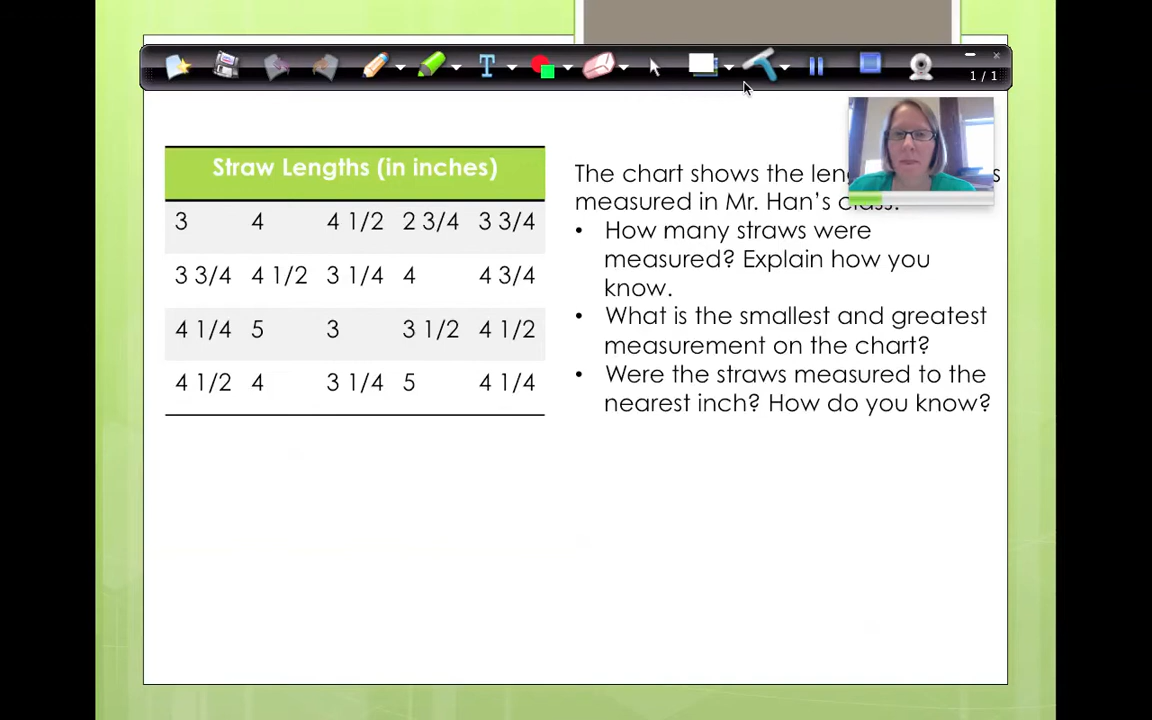 T
1 / 1
Straw Lengths (in inches)
3 4 4 1/2 2 3/4 3 3/4
3 3/4 4 1/2 3 1/4 4 4 3/4
4 1/4 5 3 3 1/2 4 1/2
4 1/2 4 3 1/4 5 4 1/4
The chart shows the
measured in Mr. Han's class.
• How many straws were
measured? Explain how you
know.
• What is the smallest and greatest
measurement on the chart?
• Were the straws measured to the
nearest inch? How do you know?